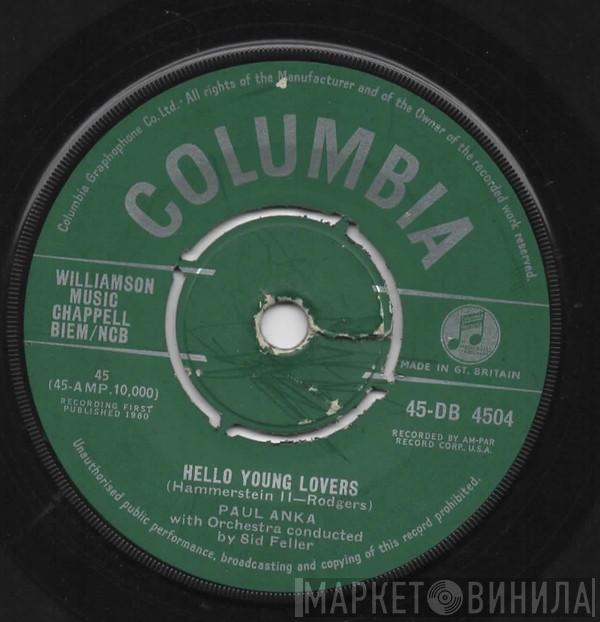 Columbia Graphophone Co. Ltd. · All rights of the Manufacturer and of the Owner of the recorded work reserved.
COLUMBIA
WILLIAMSON
MUSIC
CHAPPELL
BIEM/NCB
MADE IN GT. BRITAIN
45
(45-AMP.10,000)
RECORDING FIRST
PUBLISHED 1960
45-DB 4504
RECORDED BY AM-PAR
RECORD CORP., U.S.A.
HELLO YOUNG LOVERS
(Hammerstein II—Rodgers)
PAUL ANKA
with Orchestra conducted
by Sid Feller
Unauthorised public performance, broadcasting and copying of this record prohibited.
МАРКЕТ ВИНИЛА